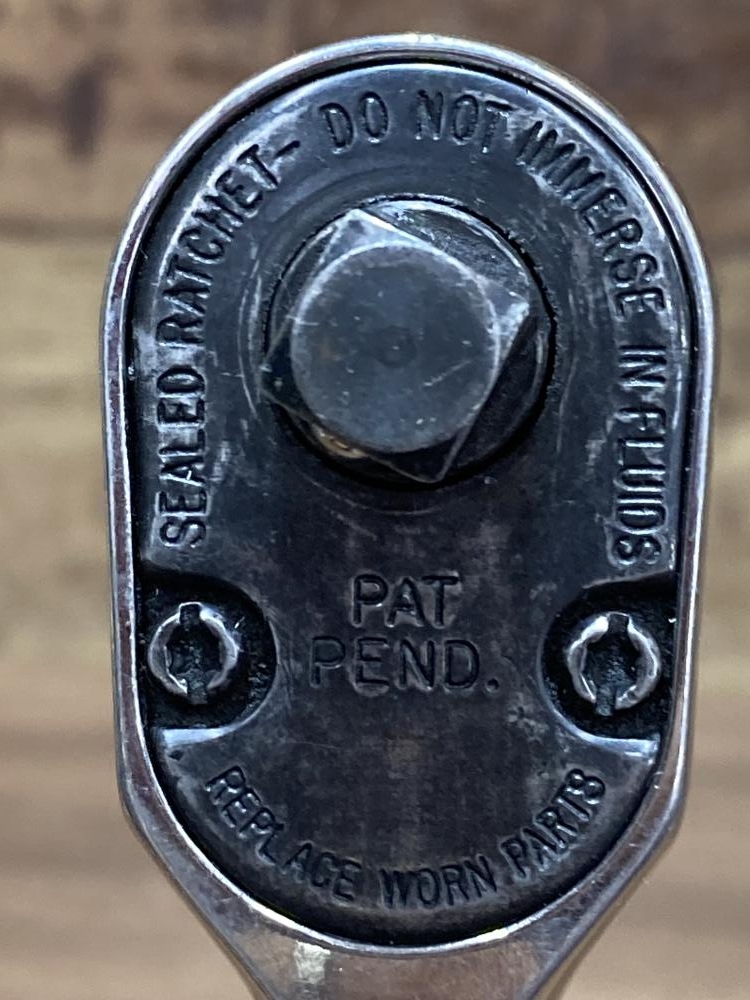 SEALED RATCHET- DO NOT IMMERSE IN FLUIDS
PAT
PEND.
REPLACE WORN PARTS